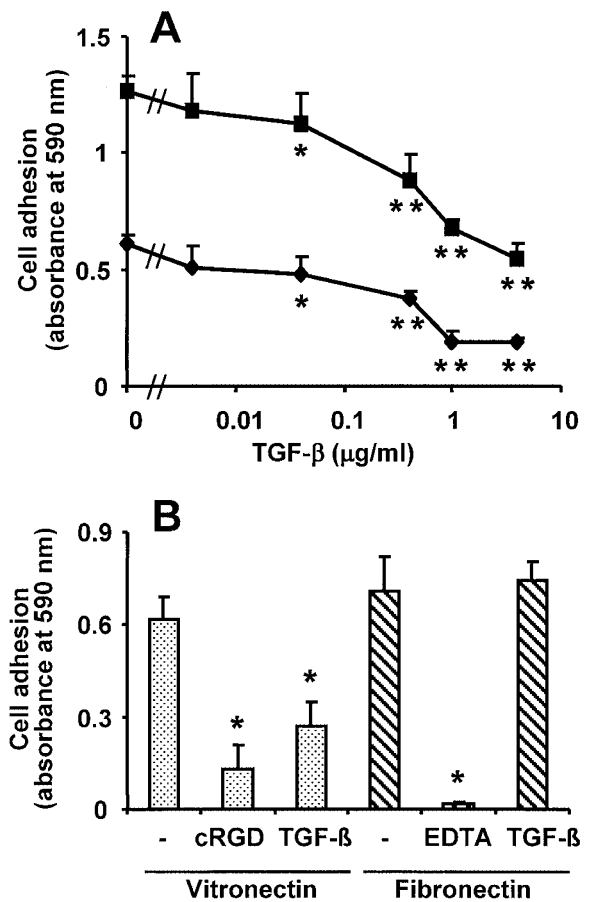 A
Cell adhesion
(absorbance at 590 nm)
1.5
1
0.5
0
*
**
**
**
*
**
**
**
0 0.01 0.1 1 10
TGF-β (μg/ml)
B
Cell adhesion
(absorbance at 590 nm)
0.9
0.6
0.3
0
*
*
*
- cRGD TGF-ß - EDTA TGF-ß
Vitronectin Fibronectin